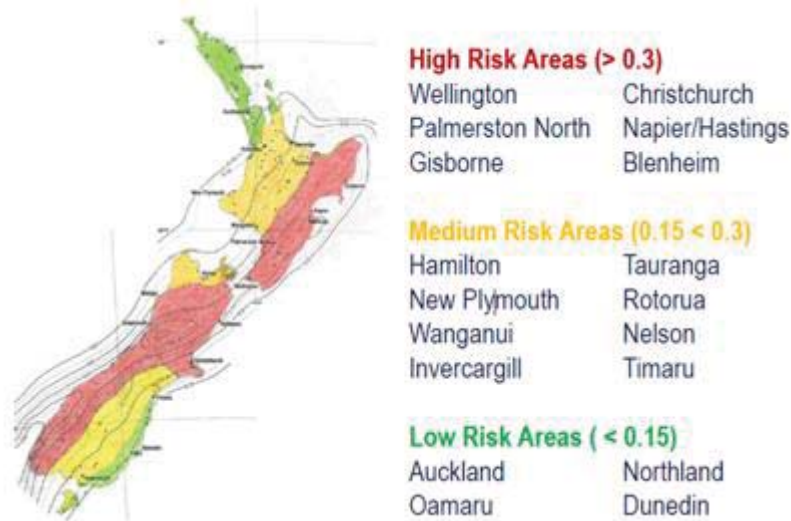 High Risk Areas (> 0.3)
Wellington Christchurch
Palmerston North Napier/Hastings
Gisborne Blenheim
Medium Risk Areas (0.15 < 0.3)
Hamilton Tauranga
New Plymouth Rotorua
Wanganui Nelson
Invercargill Timaru
Low Risk Areas ( < 0.15)
Auckland Northland
Oamaru Dunedin